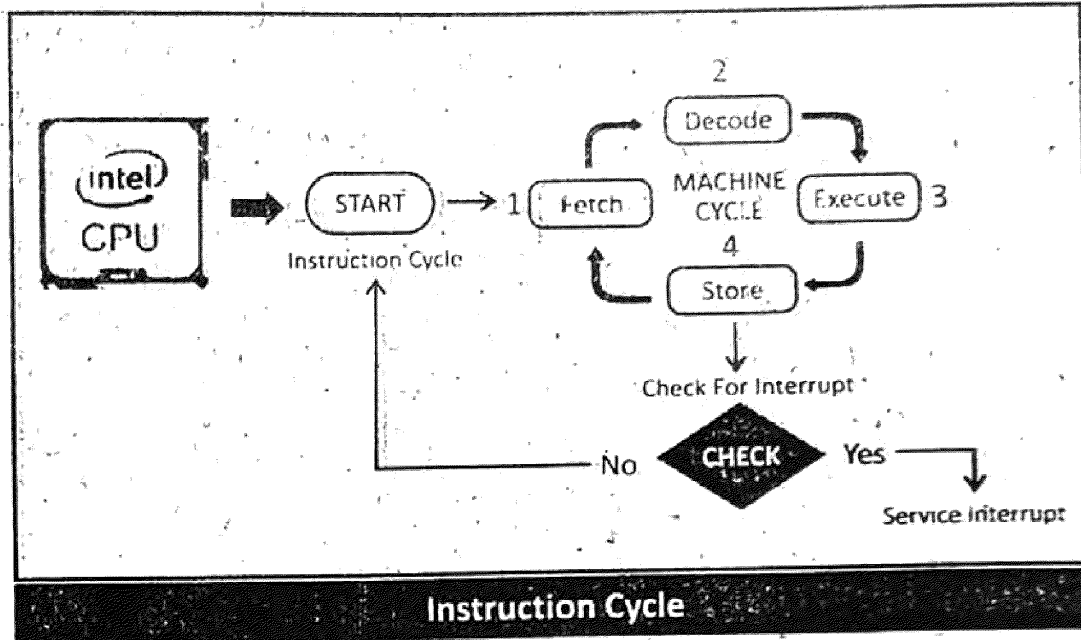 intel
CPU
START
Instruction Cycle
1
Fetch
2
Decode
MACHINE
CYCLE
Execute
3
4
Store
Check For Interrupt
CHECK
No
Yes
Service Interrupt
Instruction Cycle